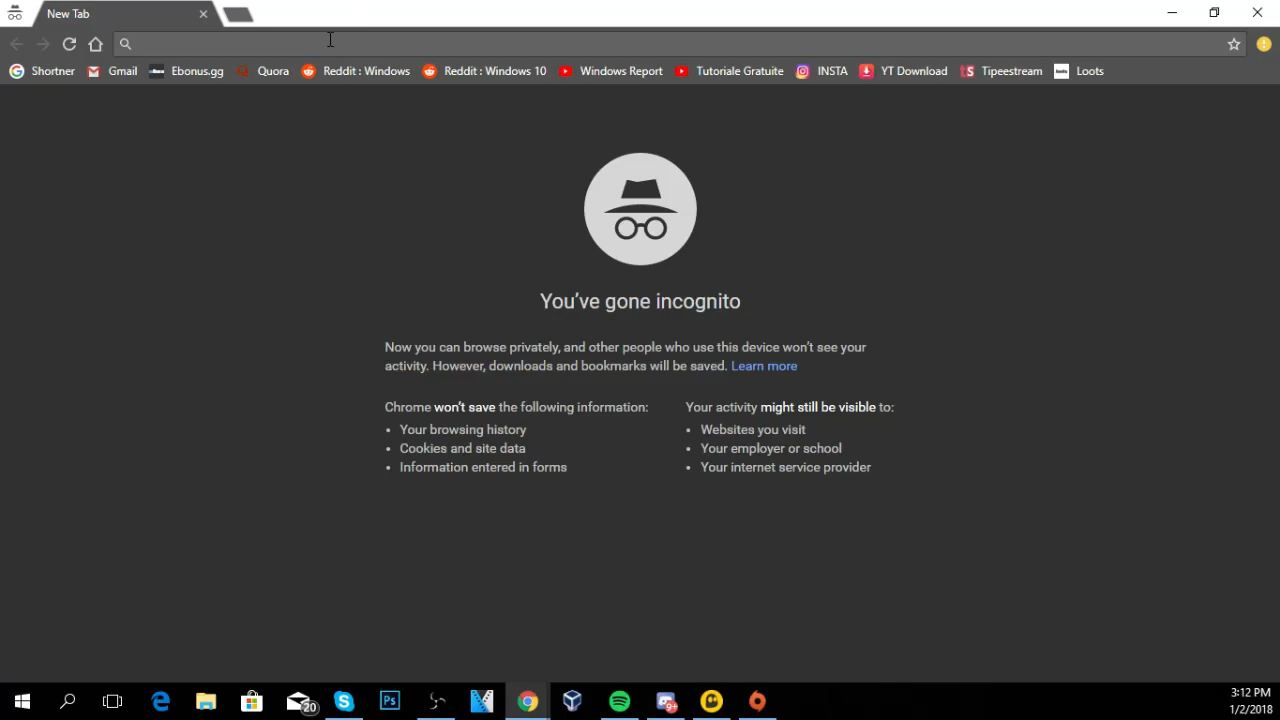 New Tab
Shortner Gmail Ebonus.gg Quora Reddit : Windows Reddit : Windows 10 Windows Report Tutoriale Gratuite INSTA YT Download Tipeestream Loots
You've gone incognito
Now you can browse privately, and other people who use this device won't see your
activity. However, downloads and bookmarks will be saved. Learn more
Chrome won't save the following information:
• Your browsing history
• Cookies and site data
• Information entered in forms
Your activity might still be visible to:
• Websites you visit
• Your employer or school
• Your internet service provider
20
Ps
9+
3:12 PM
1/2/2018